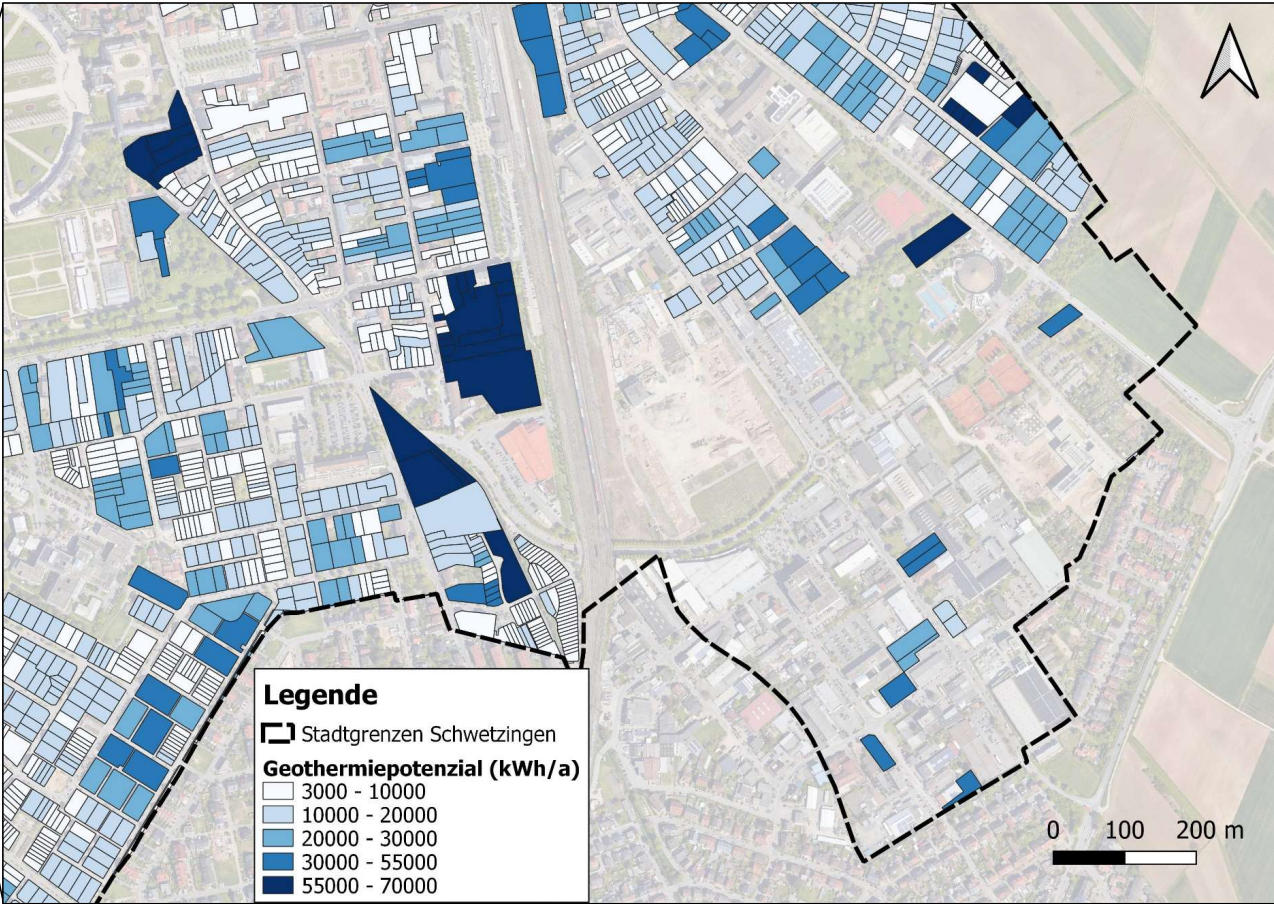 Legende
Stadtgrenzen Schwetzingen
Geothermiepotenzial (kWh/a)
3000 - 10000
10000 - 20000
20000 - 30000
30000 - 55000
55000 - 70000
0 100 200 m